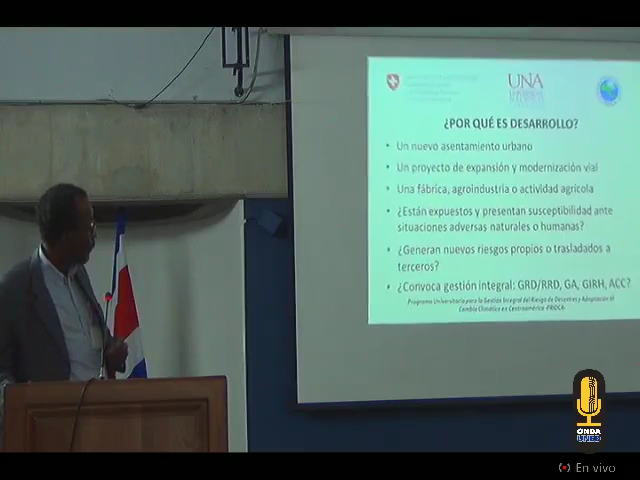 UNA
¿POR QUÉ ES DESARROLLO?
• Un nuevo asentamiento urbano
• Un proyecto de expansión y modernización vial
• Una fábrica, agroindustria o actividad agrícola
• ¿Están expuestos y presentan susceptibilidad ante
situaciones adversas naturales o humanas?
• ¿Generan nuevos riesgos propios o trasladados a
terceros?
• ¿Convoca gestión integral: GRD/RRD, GA, GIRH, ACC?
Programa Universitario para la Gestión Integral del Riesgo de Desastres y Adaptación al
Cambio Climático en Centroamérica -PRIDCA
ONDA
UNED
En vivo